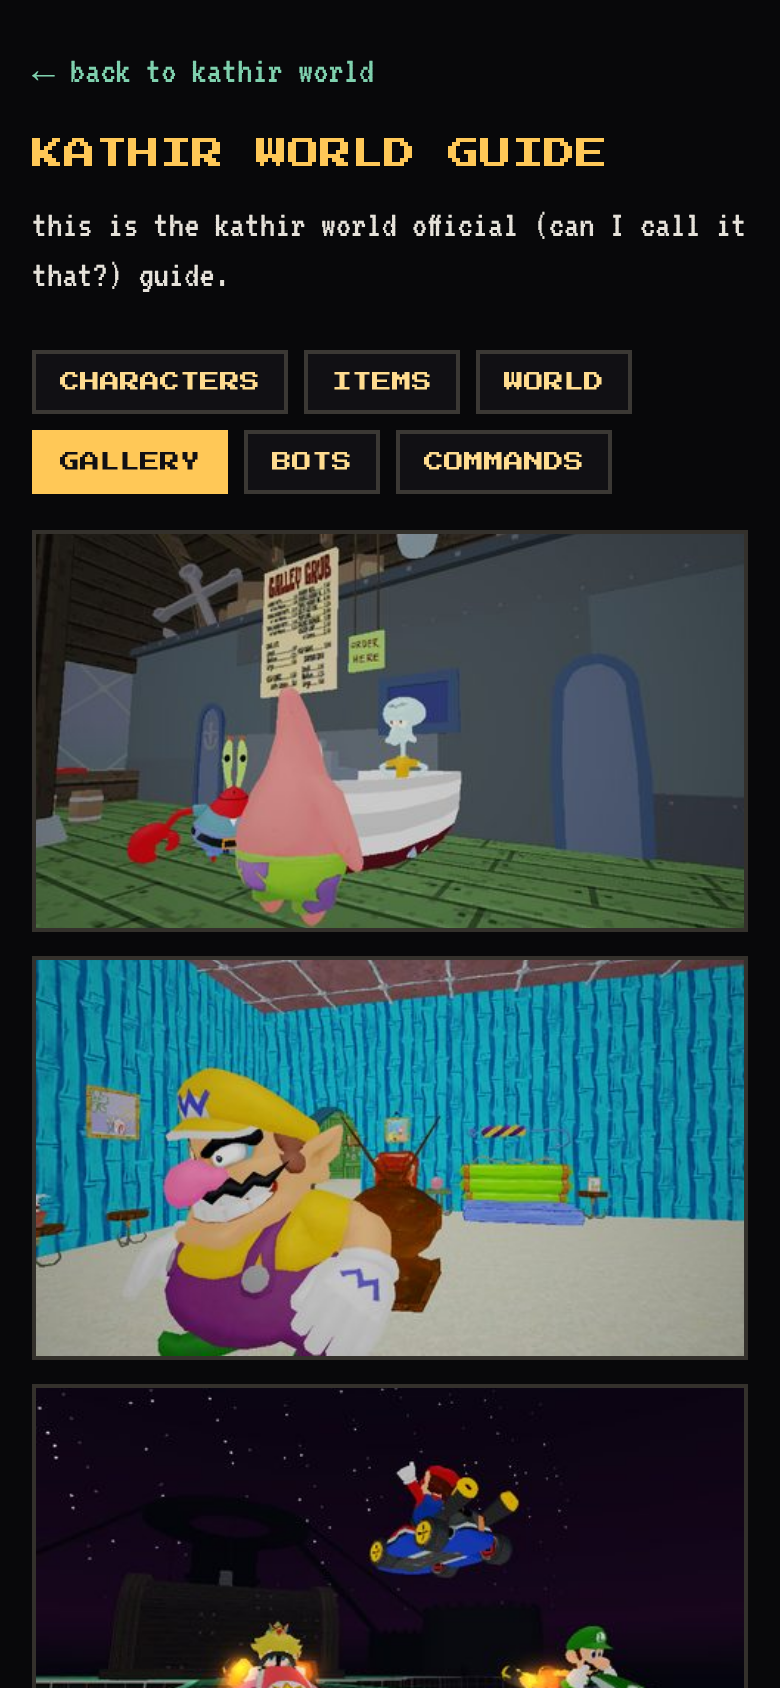 ← back to kathir world
KATHIR WORLD GUIDE
this is the kathir world official (can I call it
that?) guide.
CHARACTERS ITEMS WORLD
GALLERY BOTS COMMANDS
GALLEY GRUB
ORDER
HERE
W
L